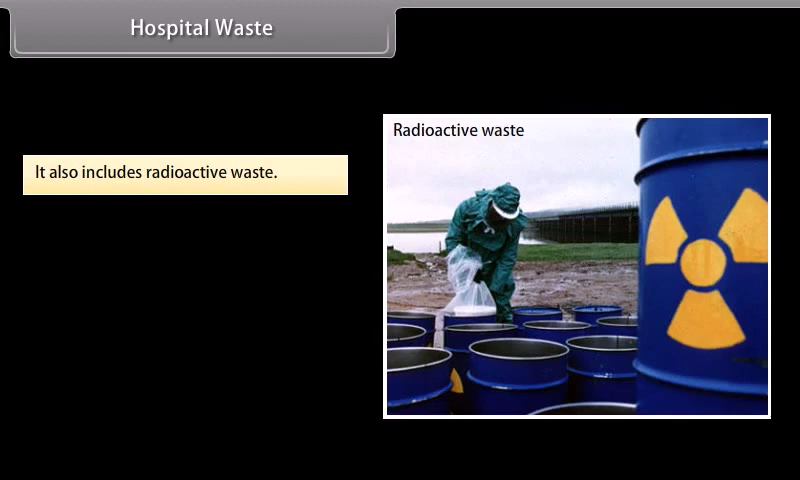 Hospital Waste
It also includes radioactive waste.
Radioactive waste